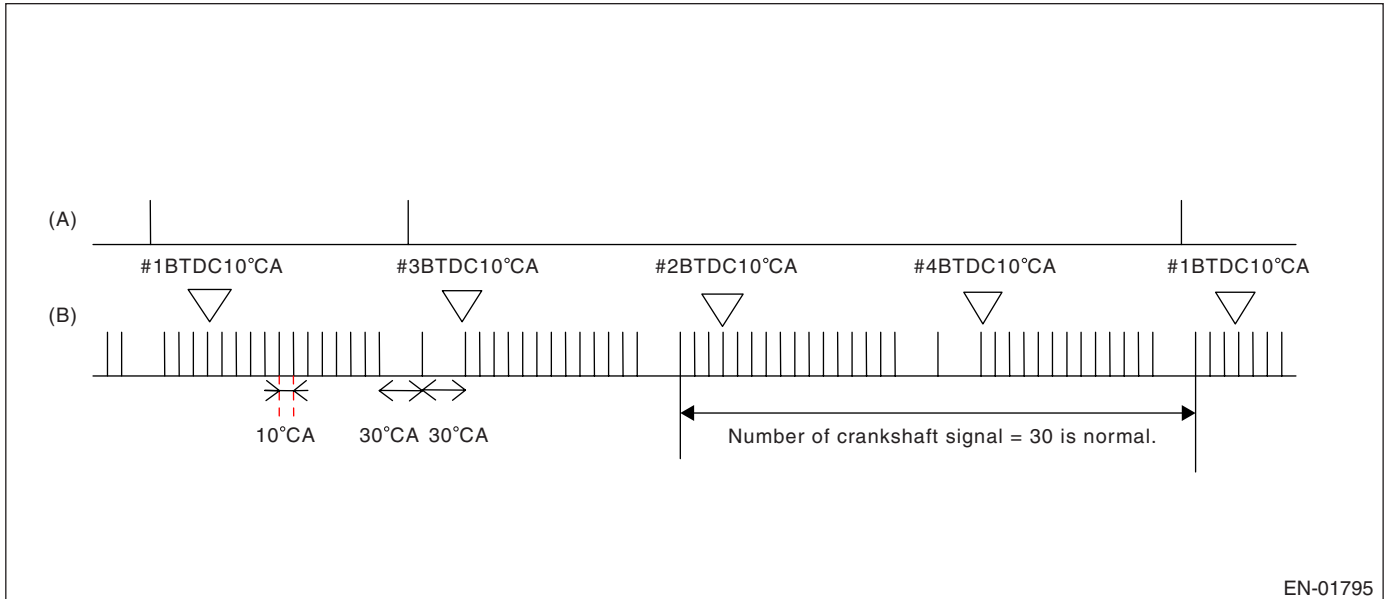 (A)
#1BTDC10°CA #3BTDC10°CA #2BTDC10°CA #4BTDC10°CA #1BTDC10°CA
(B)
10°CA 30°CA 30°CA Number of crankshaft signal = 30 is normal.
EN-01795